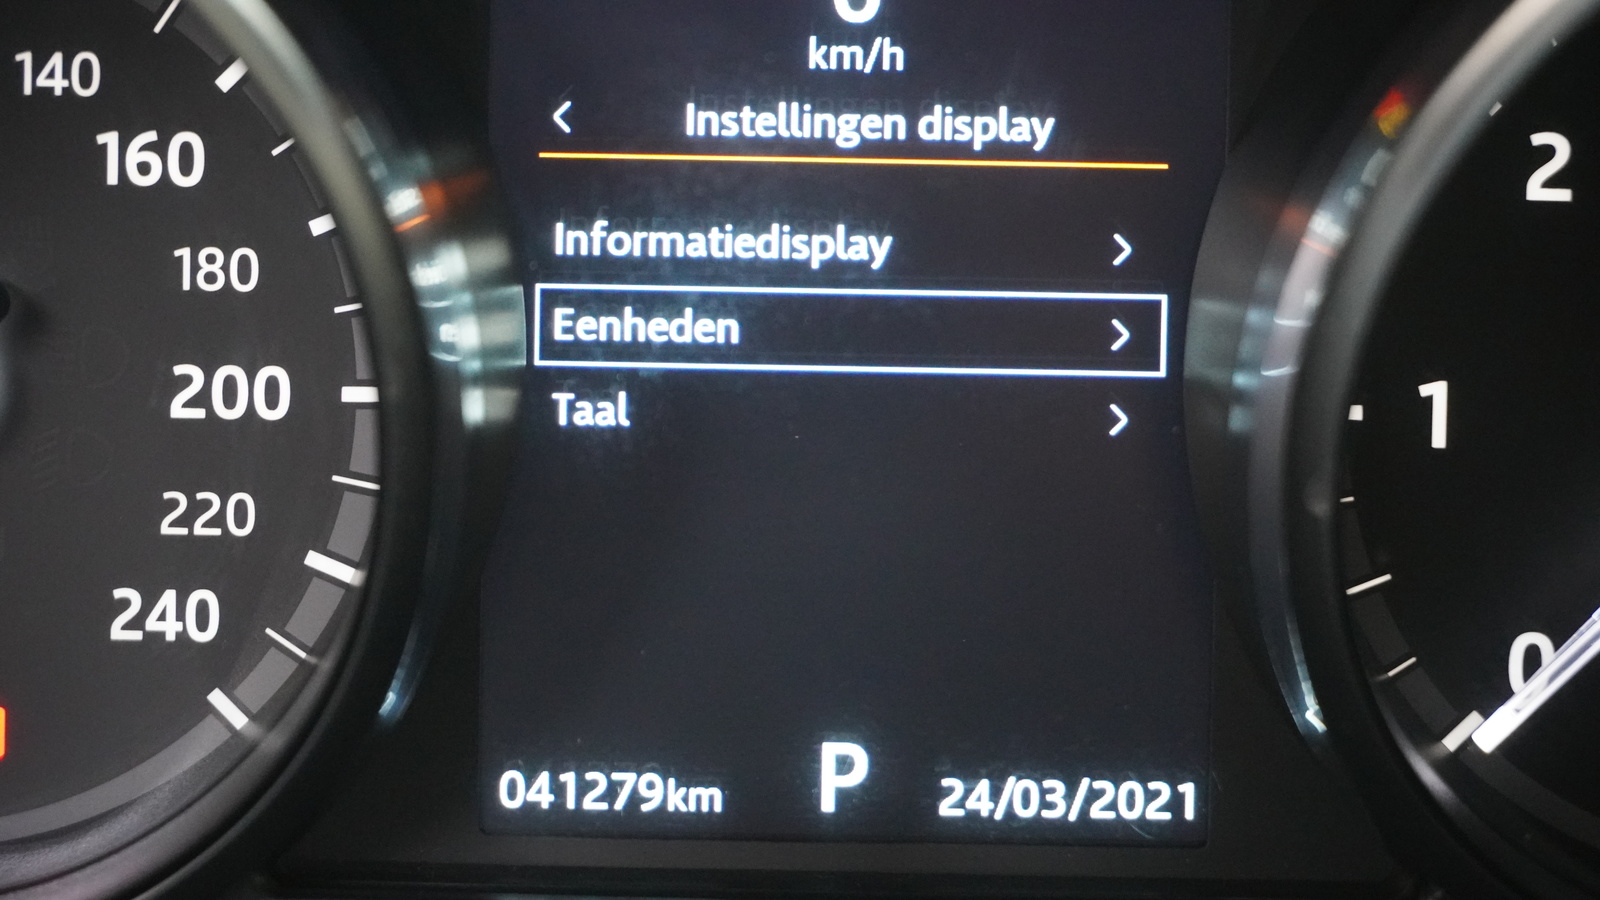 140
160
180
200
220
240
km/h
Instellingen display
Informatiedisplay
Eenheden
Taal
041279km
P
24/03/2021
2
1
0